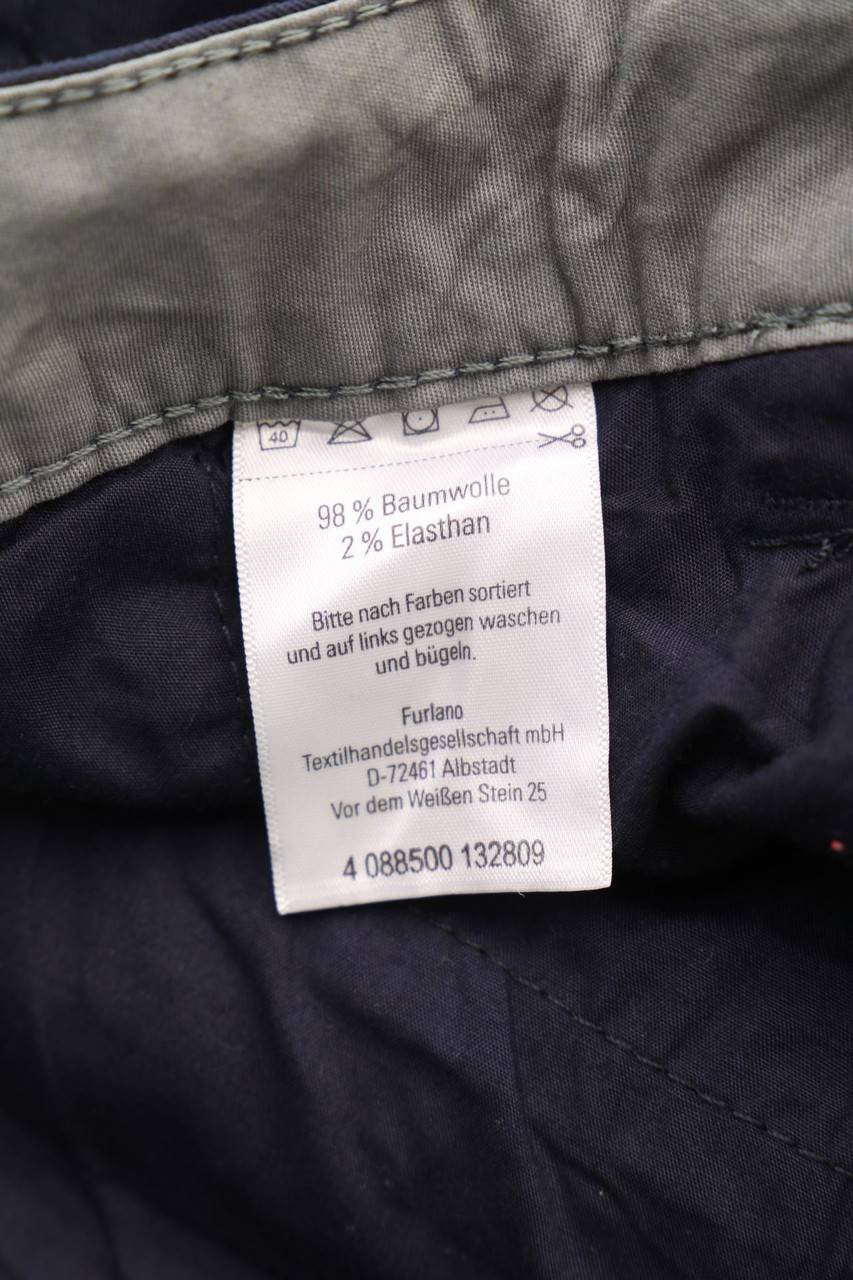 40
98 % Baumwolle
2 % Elasthan
Bitte nach Farben sortiert
und auf links gezogen waschen
und bügeln.
Furlano
Textilhandelsgesellschaft mbH
D-72461 Albstadt
Vor dem Weißen Stein 25
4 088500 132809